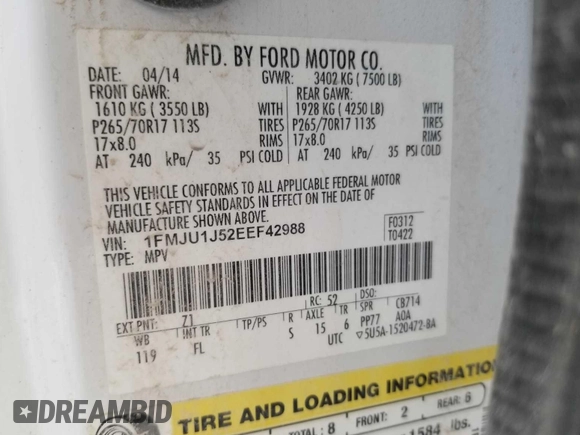 MFD. BY FORD MOTOR CO.
DATE: 04/14 GVWR: 3402 KG ( 7500 LB)
FRONT GAWR: REAR GAWR:
1610 KG ( 3550 LB) WITH 1928 KG ( 4250 LB) WITH
P265/70R17 113S TIRES P265/70R17 113S TIRES
17x8.0 RIMS 17x8.0 RIMS
AT 240 kPa/ 35 PSI COLD AT 240 kPa/ 35 PSI COLD
THIS VEHICLE CONFORMS TO ALL APPLICABLE FEDERAL MOTOR
VEHICLE SAFETY STANDARDS IN EFFECT ON THE DATE OF
MANUFACTURE SHOWN ABOVE.
VIN: 1FMJU1J52EEF42988 F0312
TYPE: MPV T0422
RC: 52 DSO:
EXT PNT: Z1 TP/PS R AXLE TR SPR CB714
WB INT TR S 15 6 PP77 AOA
119 FL UTC ▽5U5A-1520472-BA
TIRE AND LOADING INFORMATION
TOTAL: 8 FRONT: 2 REAR: 6
1584 lbs.
DREAMBID